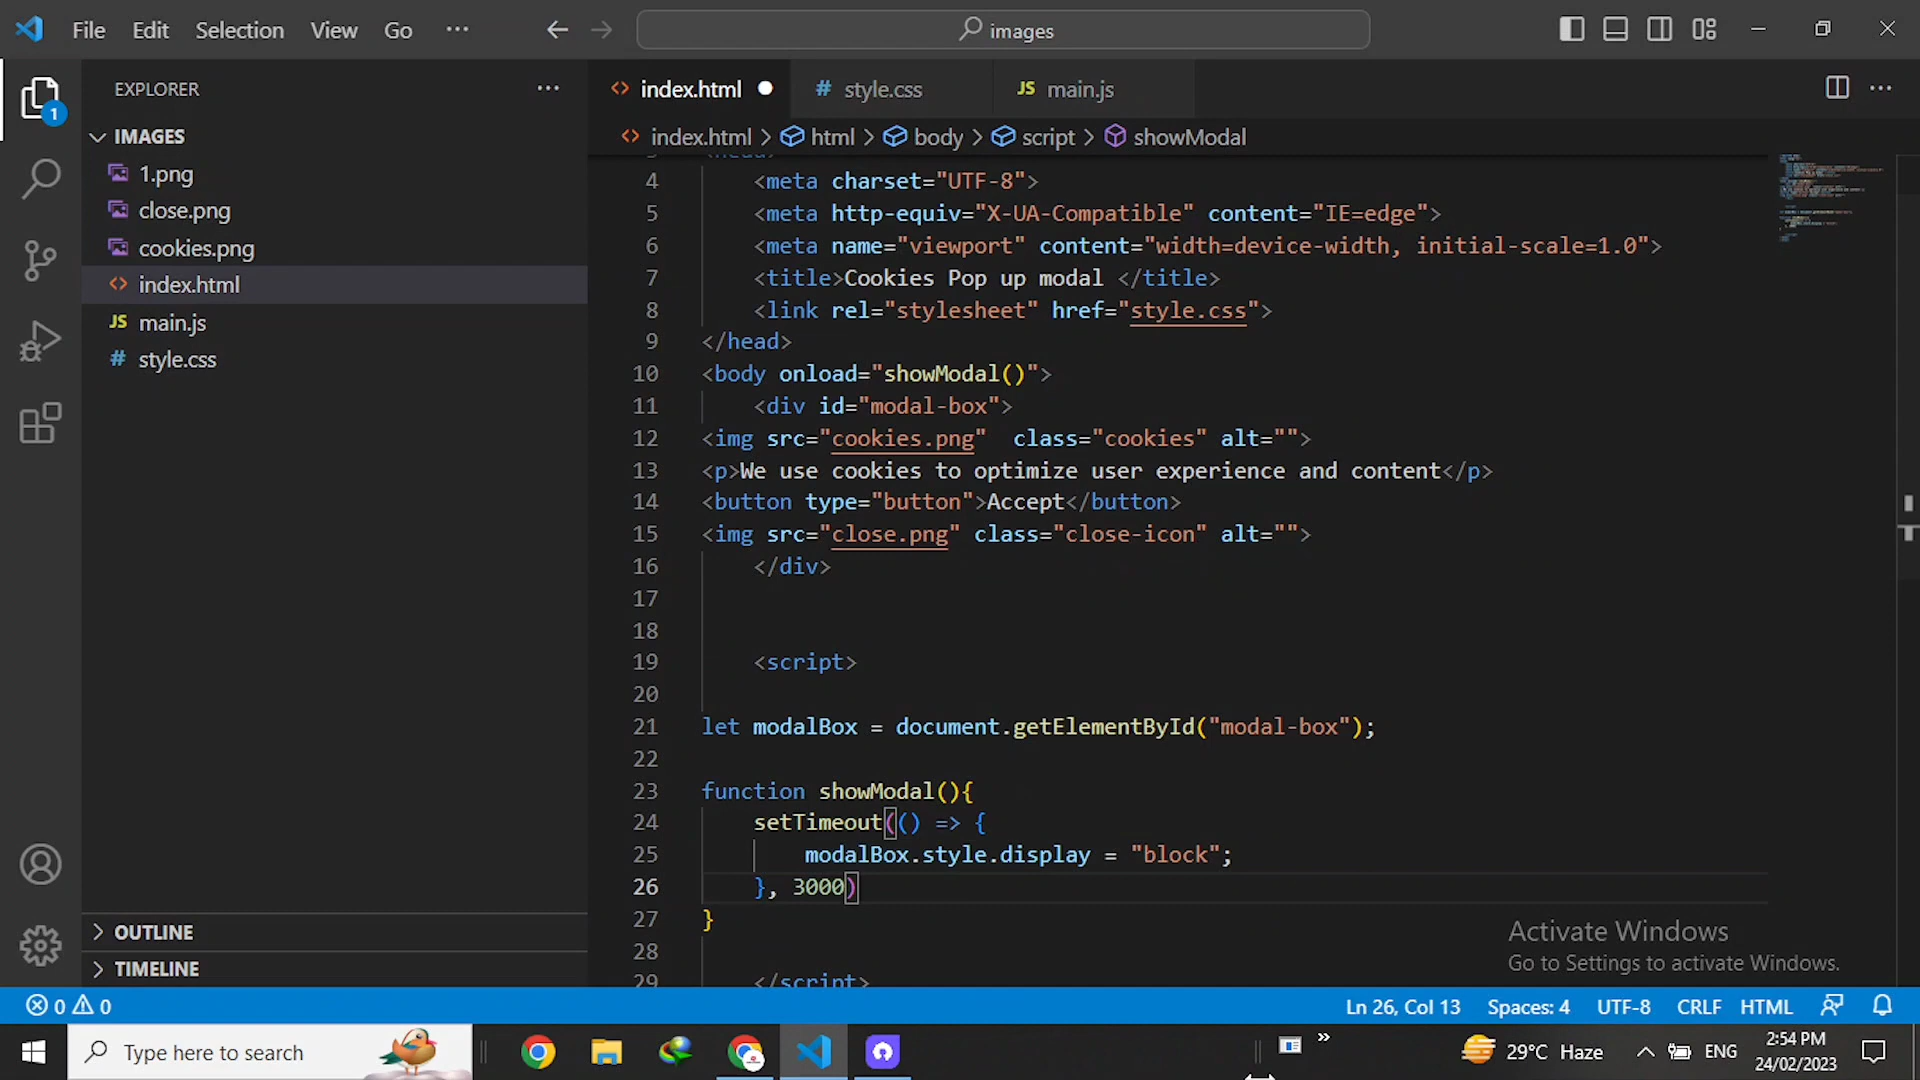 File Edit Selection View Go ···
images
EXPLORER ···
index.html
# style.css
JS main.js
index.html > html > body > script > showModal
IMAGES
1.png
close.png
cookies.png
index.html
JS main.js
# style.css
1
4 <meta charset="UTF-8">
5 <meta http-equiv="X-UA-Compatible" content="IE=edge">
6 <meta name="viewport" content="width=device-width, initial-scale=1.0">
7 <title>Cookies Pop up modal </title>
8 <link rel="stylesheet" href="style.css">
9 </head>
10 <body onload="showModal()">
11 <div id="modal-box">
12 <img src="cookies.png"  class="cookies" alt="">
13 <p>We use cookies to optimize user experience and content</p>
14 <button type="button">Accept</button>
15 <img src="close.png" class="close-icon" alt="">
16 </div>
17
18
19 <script>
20
21 let modalBox = document.getElementById("modal-box");
22
23 function showModal(){
24 setTimeout(() => {
25 modalBox.style.display = "block";
26 }, 3000)
27 }
28
29 </script>
OUTLINE
TIMELINE
Activate Windows
Go to Settings to activate Windows.
0 0
Ln 26, Col 13 Spaces: 4 UTF-8 CRLF HTML
Type here to search
29°C Haze
ENG
2:54 PM
24/02/2023